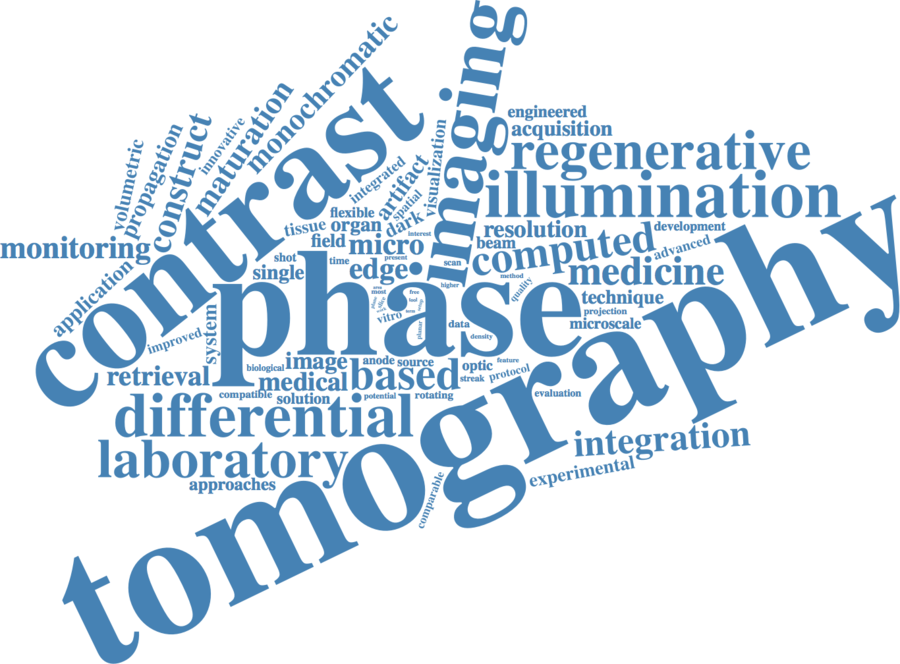 imaging
contrast
monochromatic
maturation
innovative
construct
propagation
volumetric
monitoring
application
engineered
acquisition
regenerative
illumination
visualization
integrated
artifact
spatial
flexible
tissue
organ
dark
interest
field
micro
present
resolution
beam
computed
development
advanced
medicine
shot
time
single
edge
scan
higher
method
quality
technique
projection
microscale
phase
tomography
improved
system
vitro
data
density
planar
free
most
biological
image
anode
source
optic
feature
retrieval
medical
based
streak
protocol
compatible
solution
potential
rotating
evaluation
differential
laboratory
approaches
integration
experimental
comparable